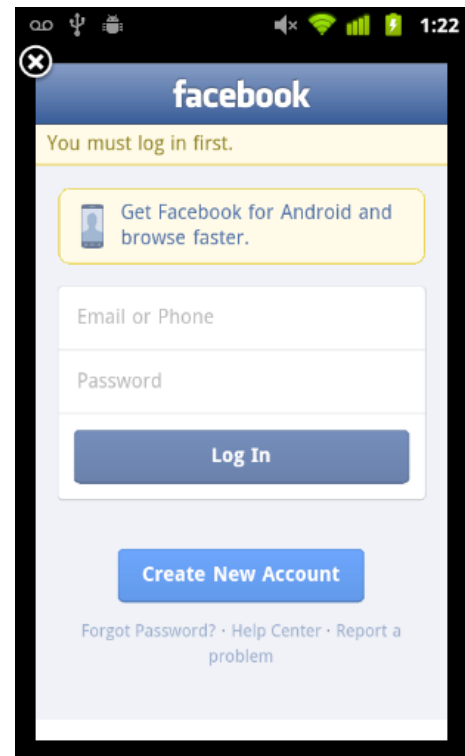 1:22
facebook
You must log in first.
Get Facebook for Android and
browse faster.
Email or Phone
Password
Log In
Create New Account
Forgot Password? · Help Center · Report a
problem